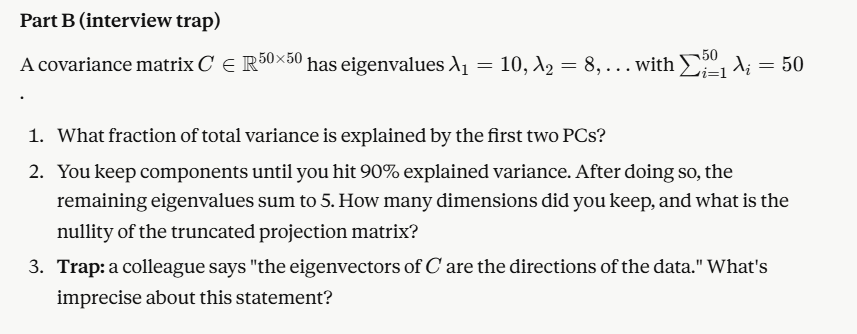 Part B (interview trap)
A covariance matrix C ∈ ℝ^{50×50} has eigenvalues λ₁ = 10, λ₂ = 8, … with ∑_{i=1}^{50} λ_i = 50
.
1. What fraction of total variance is explained by the first two PCs?
2. You keep components until you hit 90% explained variance. After doing so, the
remaining eigenvalues sum to 5. How many dimensions did you keep, and what is the
nullity of the truncated projection matrix?
3. Trap: a colleague says "the eigenvectors of C are the directions of the data." What's
imprecise about this statement?